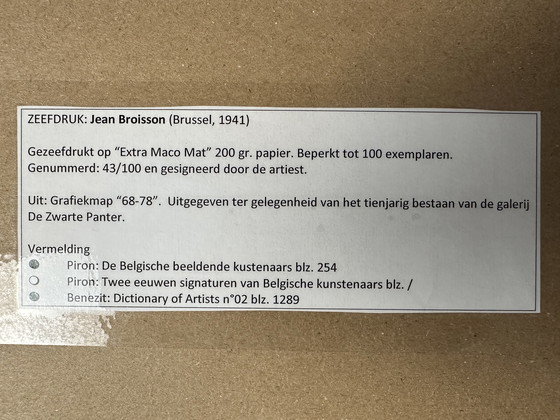 ZEEFDRUK: Jean Broisson (Brussel, 1941)
Gezeefdrukt op “Extra Maco Mat” 200 gr. papier. Beperkt tot 100 exemplaren.
Genummerd: 43/100 en gesigneerd door de artiest.
Uit: Grafiekmap “68-78”. Uitgegeven ter gelegenheid van het tienjarig bestaan van de galerij
De Zwarte Panter.
Vermelding
Piron: De Belgische beeldende kustenaars blz. 254
Piron: Twee eeuwen signaturen van Belgische kunstenaars blz. /
Benezit: Dictionary of Artists n°02 blz. 1289